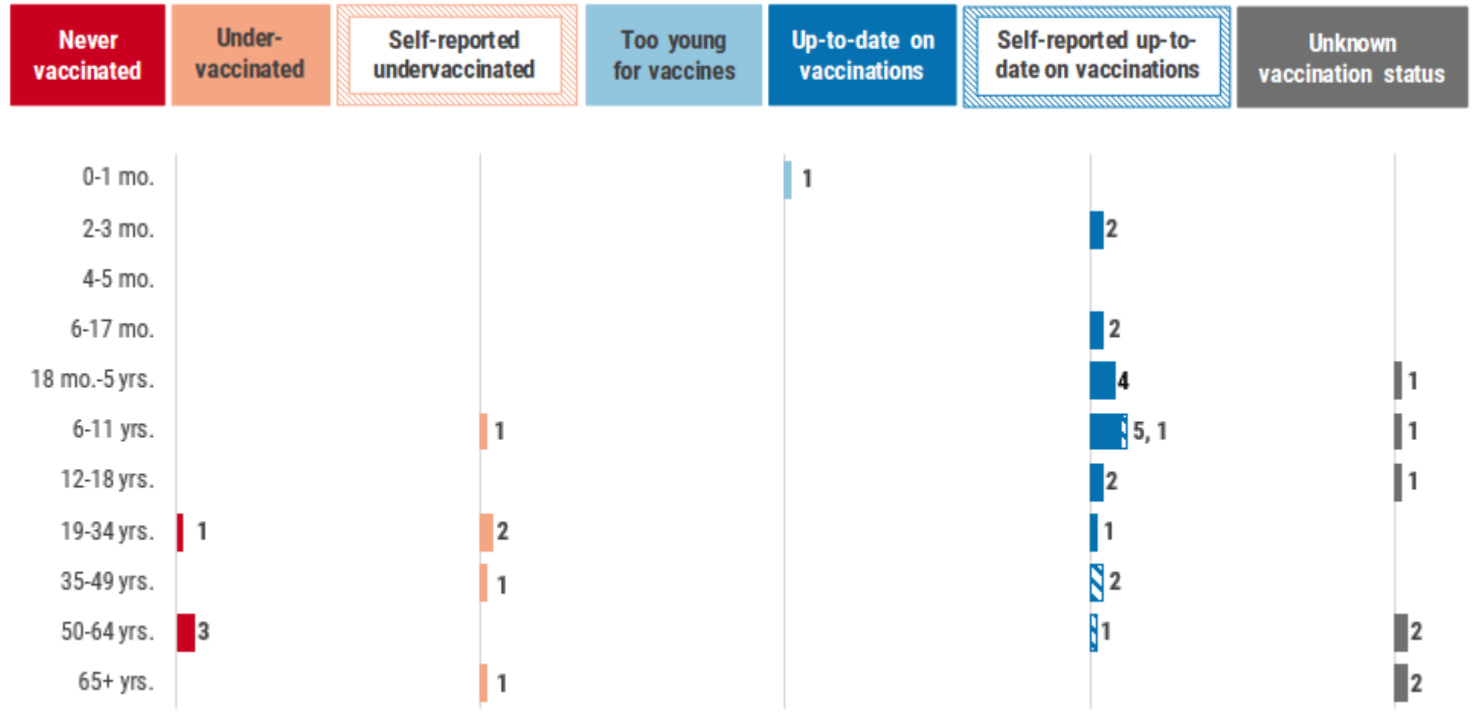 Never
vaccinated
Under-
vaccinated
Self-reported
undervaccinated
Too young
for vaccines
Up-to-date on
vaccinations
Self-reported up-to-
date on vaccinations
Unknown
vaccination status
0-1 mo. 1
2-3 mo. 2
4-5 mo.
6-17 mo. 2
18 mo.-5 yrs. 4 1
6-11 yrs. 1 5, 1 1
12-18 yrs. 2 1
19-34 yrs. 1 2 1
35-49 yrs. 1 2
50-64 yrs. 3 1 2
65+ yrs. 1 2